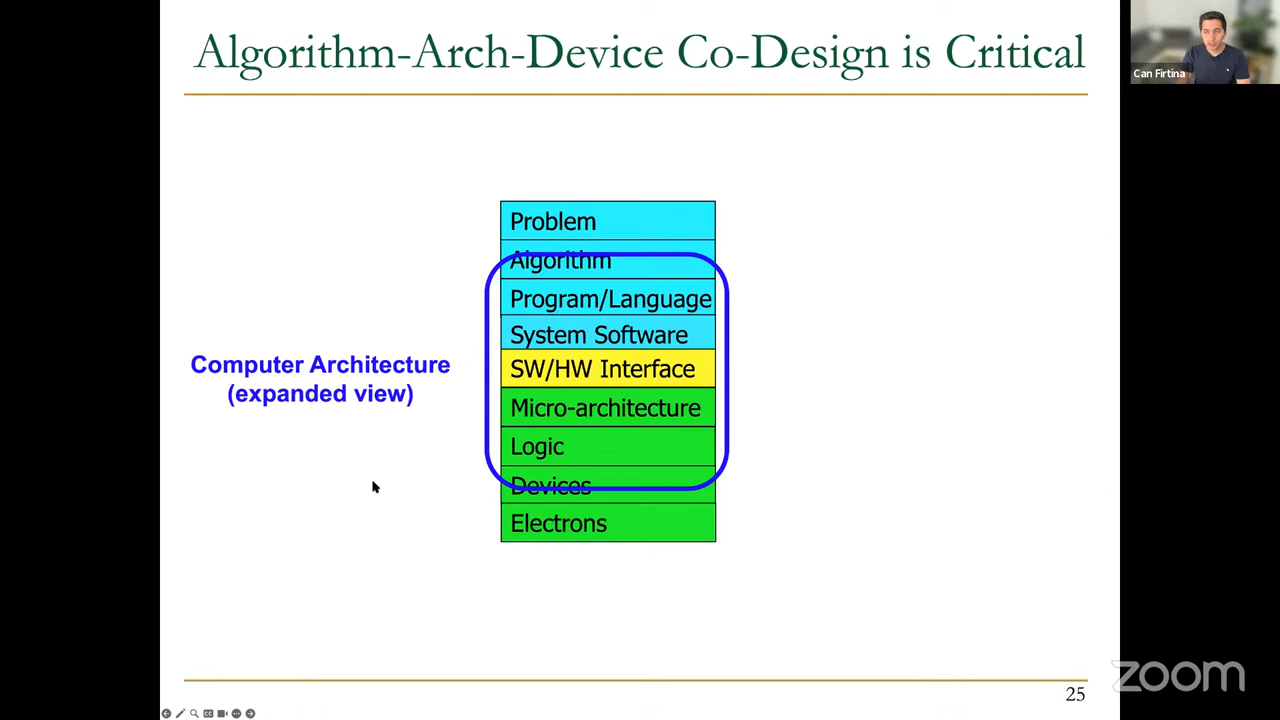 Algorithm-Arch-Device Co-Design is Critical
Can Firtina
Problem
Algorithm
Program/Language
System Software
SW/HW Interface
Micro-architecture
Logic
Devices
Electrons
Computer Architecture
(expanded view)
25
zoom